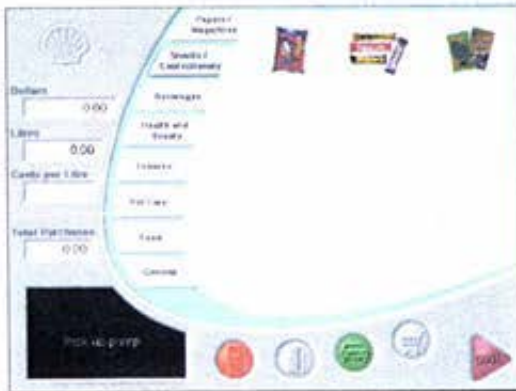 Papers /
Magazines
Snacks /
Confectionery
Beverages
Health and
Beauty
Tobacco
Dollars
0.00
Litres
0.00
Cents per Litre
Total Purchases
0.00
Car Care
Food
General
Pick up pump